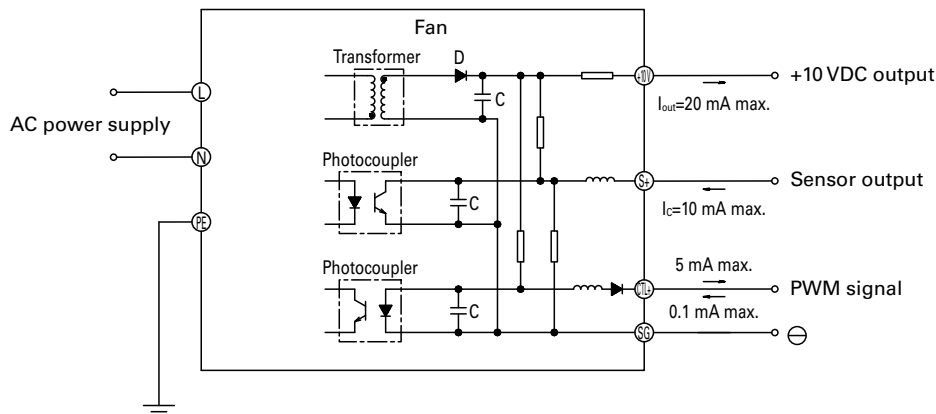 Fan
Transformer
D
+10V
+10 VDC output
C
Iout=20 mA max.
L
AC power supply
N
Photocoupler
S+
Sensor output
C
IC=10 mA max.
PE
Photocoupler
5 mA max.
CTL+
PWM signal
C
0.1 mA max.
SG
⊖